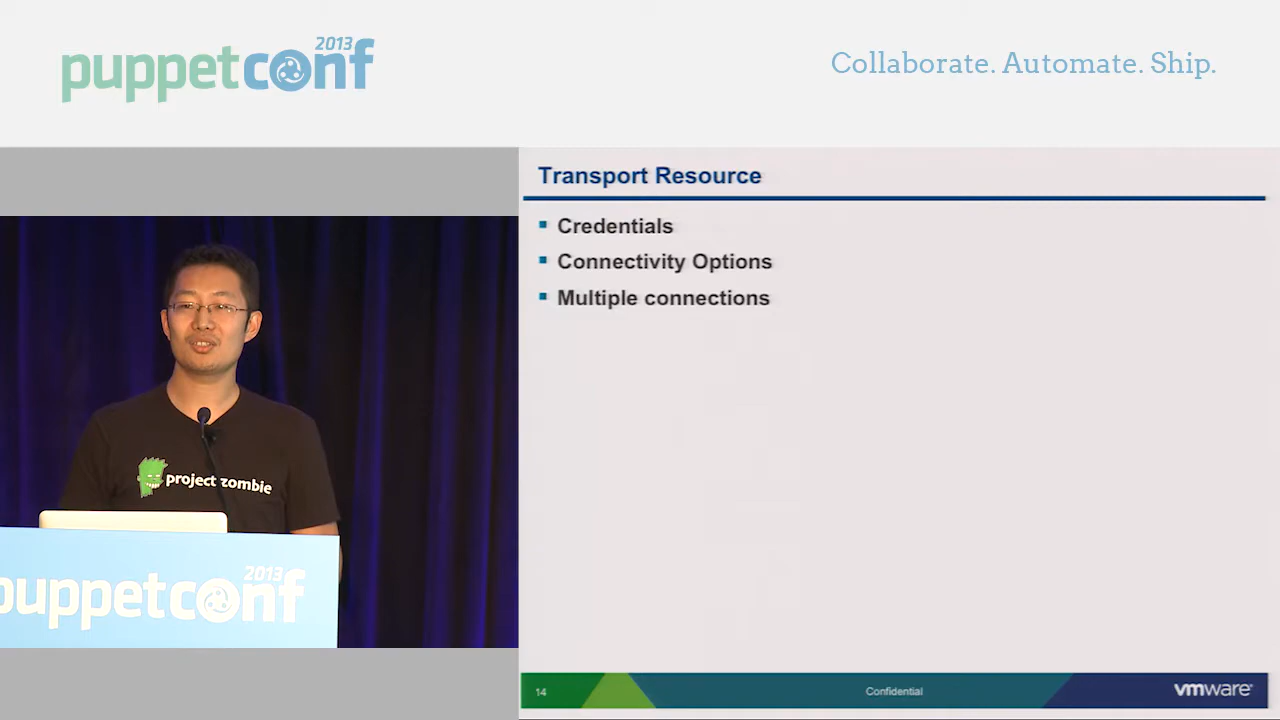 puppetconf 2013
Collaborate. Automate. Ship.
Transport Resource
Credentials
Connectivity Options
Multiple connections
project zombie
puppetconf 2013
14
Confidential
vmware